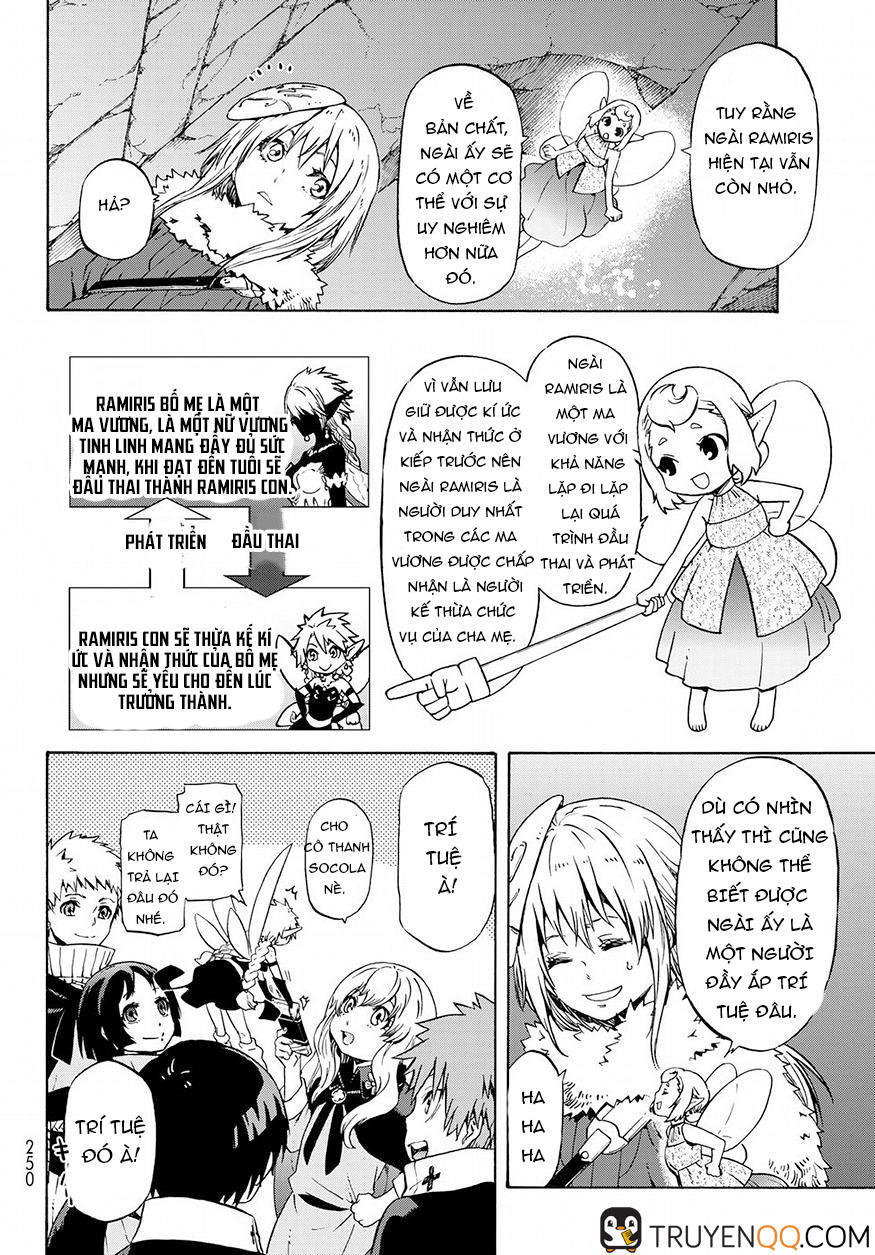 TUY RẰNG
NGÀI RAMIRIS
HIỆN TẠI VẪN
CÒN NHỎ.
VỀ
BẢN CHẤT,
NGÀI ẤY SẼ
CÓ MỘT CƠ
THỂ VỚI SỰ
UY NGHIÊM
HƠN NỮA
ĐÓ.
HẢ?
NGÀI
RAMIRIS LÀ
MỘT MA
VƯƠNG VỚI
KHẢ NĂNG
LẶP ĐI LẶP
LẠI QUÁ
TRÌNH ĐẦU
THAI VÀ PHÁT
TRIỂN.
VÌ VẪN LƯU
GIỮ ĐƯỢC KÍ ỨC
VÀ NHẬN THỨC Ở
KIẾP TRƯỚC NÊN
NGÀI RAMIRIS LÀ
NGƯỜI DUY NHẤT
TRONG CÁC MA
VƯƠNG ĐƯỢC CHẤP
NHẬN LÀ NGƯỜI
KẾ THỪA CHỨC
VỤ CỦA CHA MẸ.
RAMIRIS BỐ MẸ LÀ MỘT
MA VƯƠNG, LÀ MỘT NỮ VƯƠNG
TINH LINH MANG ĐẦY ĐỦ SỨC
MẠNH, KHI ĐẠT ĐẾN TUỔI SẼ
ĐẦU THAI THÀNH RAMIRIS CON.
PHÁT TRIỂN ĐẦU THAI
RAMIRIS CON SẼ THỪA KẾ KÍ
ỨC VÀ NHẬN THỨC CỦA BỐ MẸ
NHƯNG SẼ YẾU CHO ĐẾN LÚC
TRƯỞNG THÀNH.
DÙ CÓ NHÌN
THẤY THÌ CŨNG
KHÔNG THỂ
BIẾT ĐƯỢC
NGÀI ẤY LÀ
MỘT NGƯỜI
ĐẦY ẮP TRÍ
TUỆ ĐÂU.
HA
HA
HA
TRÍ
TUỆ
À!
CHO
CÔ THANH
SOCOLA
NÈ.
CÁI GÌ!
THẬT
KHÔNG
ĐÓ?
TA
KHÔNG
TRẢ LẠI
ĐÂU ĐÓ
NHÉ.
TRÍ TUỆ
ĐÓ À!
250
TRUYENQQ.COM